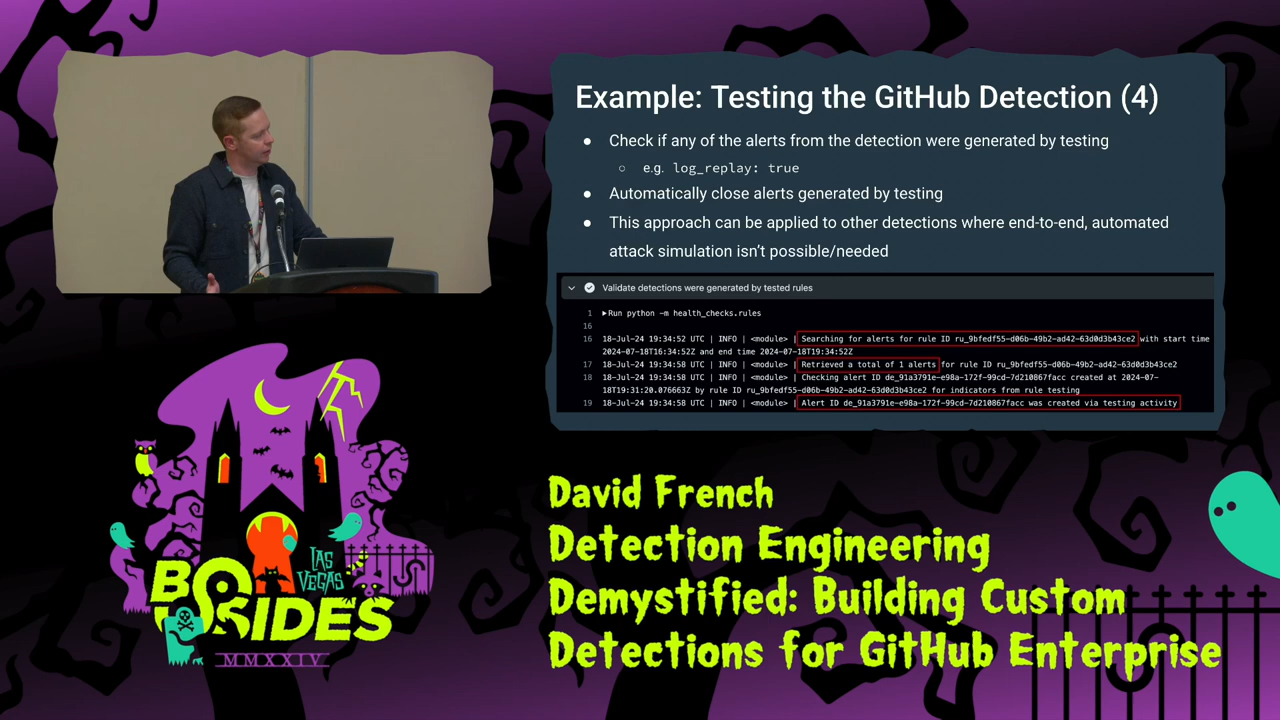 Example: Testing the GitHub Detection (4)
● Check if any of the alerts from the detection were generated by testing
○ e.g. log_replay: true
● Automatically close alerts generated by testing
● This approach can be applied to other detections where end-to-end, automated
attack simulation isn't possible/needed
Validate detections were generated by tested rules
1 ▶Run python -m health_checks.rules
16
16 18-Jul-24 19:34:52 UTC | INFO | <module> | Searching for alerts for rule ID ru_9bfedf55-d06b-49b2-ad42-63d0d3b43ce2 with start time
2024-07-18T16:34:52Z and end time 2024-07-18T19:34:52Z
17 18-Jul-24 19:34:58 UTC | INFO | <module> | Retrieved a total of 1 alerts for rule ID ru_9bfedf55-d06b-49b2-ad42-63d0d3b43ce2
18 18-Jul-24 19:34:58 UTC | INFO | <module> | Checking alert ID de_91a3791e-e98a-172f-99cd-7d210867facc created at 2024-07-
18T19:31:20.076663Z by rule ID ru_9bfedf55-d06b-49b2-ad42-63d0d3b43ce2 for indicators from rule testing
19 18-Jul-24 19:34:58 UTC | INFO | <module> | Alert ID de_91a3791e-e98a-172f-99cd-7d210867facc was created via testing activity
LAS
VEGAS
BSIDES
MMXXIV
David French
Detection Engineering
Demystified: Building Custom
Detections for GitHub Enterprise